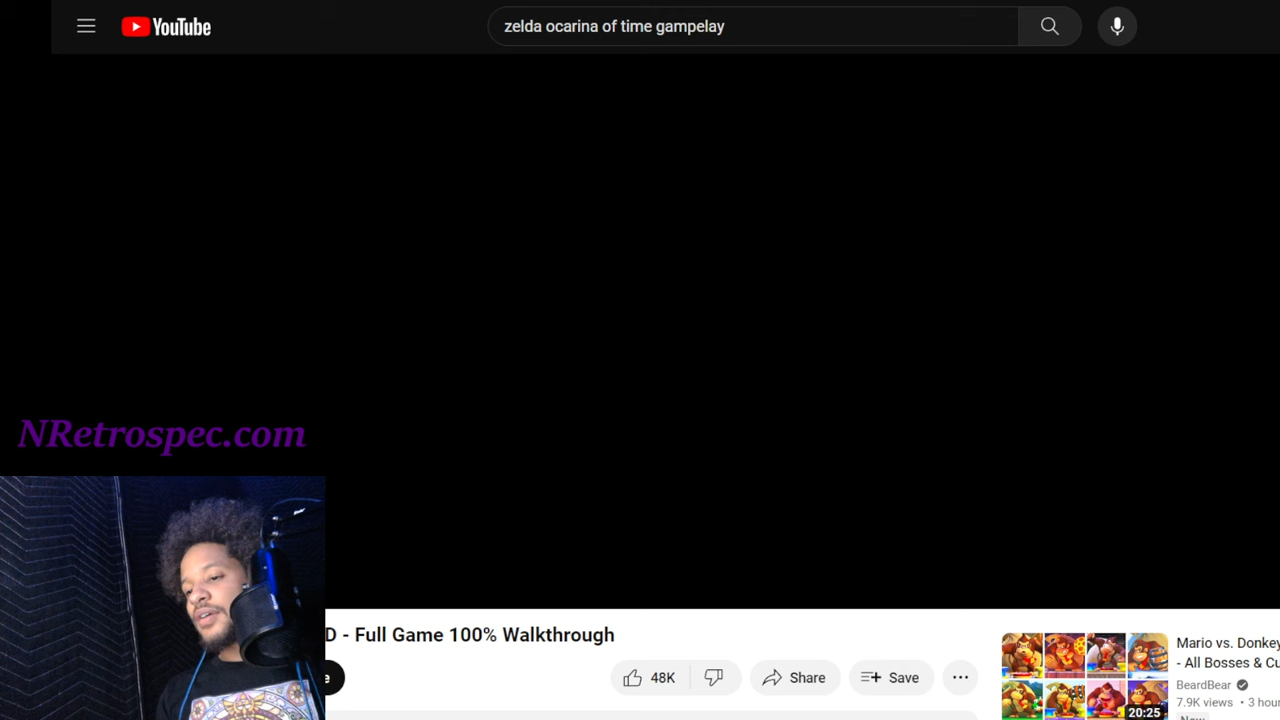 YouTube
zelda ocarina of time gampelay
NRetrospec.com
D - Full Game 100% Walkthrough
e
48K
Share
Save
20:25
Mario vs. Donkey
- All Bosses & Cu
BeardBear
7.9K views • 3 hour
New